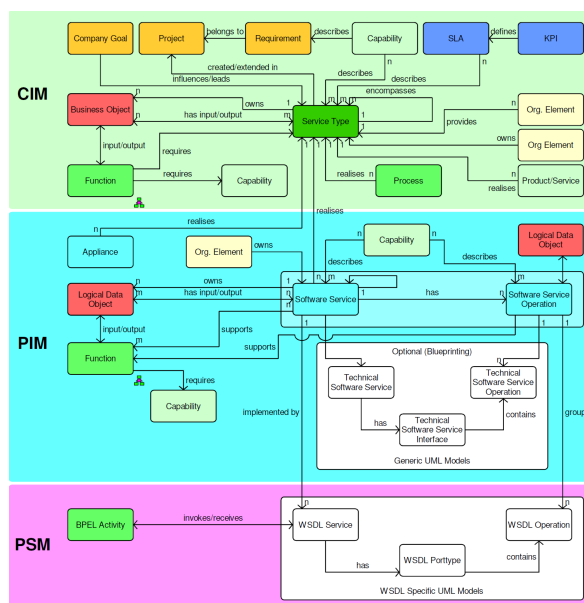 Company Goal
Project
belongs to
Requirement
describes
Capability
SLA
defines
KPI
created/extended in
n
n
influences/leads
describes
describes
encompasses
CIM
Business Object
n
n
owns
1
has input/output
m
m
m
n
1
1
Service Type
provides
n
Org. Element
input/output
requires
owns
Org Element
Function
requires
Capability
realises
Process
n
realises
n
Product/Service
realises
realises
n
Appliance
owns
Org. Element
n
Capability
n
Logical Data
Object
describes
describes
PIM
Logical Data
Object
n
m
owns
has input/output
1
n
n
n
n
m
Software Service
1
has
n
m
Software Service
Operation
input/output
m
supports
supports
1
1
1
Function
Optional (Blueprinting)
requires
Technical
Software Service
n
Technical
Software Service
Operation
Capability
implemented by
has
Technical
Software Service
Interface
contains
group
Generic UML Models
PSM
n
n
BPEL Activity
invokes/receives
WSDL Service
WSDL Operation
has
WSDL Porttype
contains
WSDL Specific UML Models